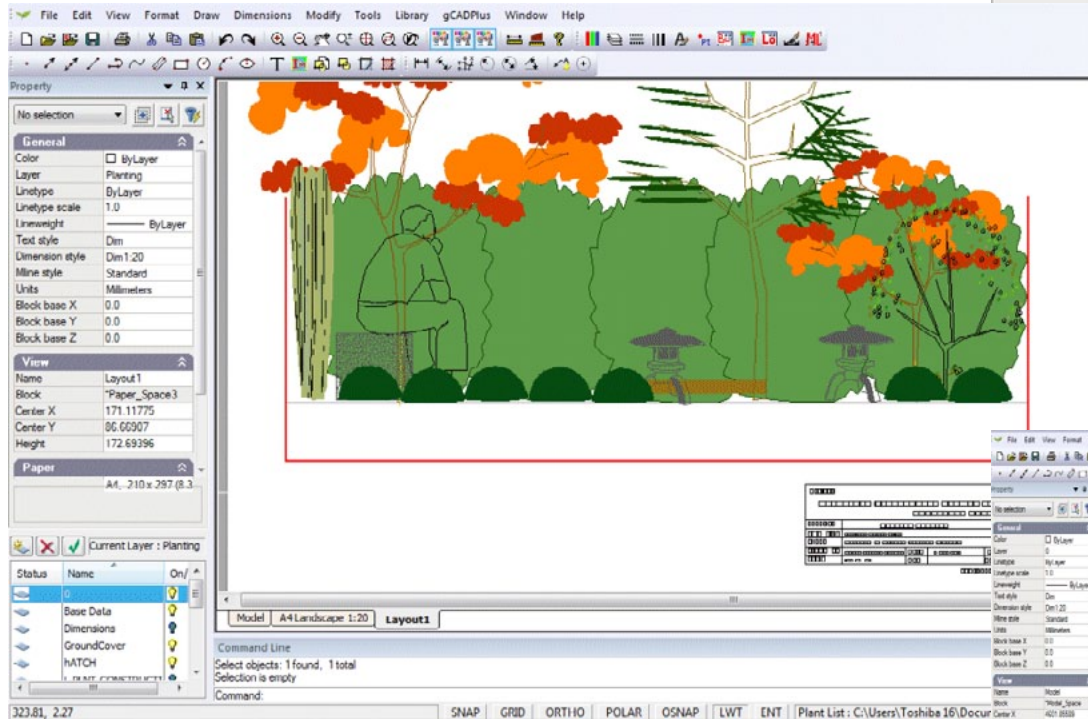 File Edit View Format Draw Dimensions Modify Tools Library gCADPlus Window Help
Property
No selection
General
Color ByLayer
Layer Planting
Linetype ByLayer
Linetype scale 1.0
Lineweight ByLayer
Text style Dim
Dimension style Dim1:20
Mline style Standard
Units Millimeters
Block base X 0.0
Block base Y 0.0
Block base Z 0.0
View
Name Layout1
Block *Paper_Space3
Center X 171.11775
Center Y 86.66907
Height 172.69396
Paper
A4, 210 x 297 (8.3
Current Layer : Planting
Status Name On/
0
Base Data
Dimensions
GroundCover
hATCH
Model A4 Landscape 1:20 Layout1
Command Line
Select objects: 1 found, 1 total
Selection is empty
Command:
323.81, 2.27 SNAP GRID ORTHO POLAR OSNAP LWT ENT Plant List : C:\Users\Toshiba 16\Docum
File Edit View Format
Property
No selection
General
Color ByLayer
Layer 0
Linetype ByLayer
Linetype scale 1.0
Lineweight ByLaye
Text style Dim
Dimension style Dim1:20
Mline style Standard
Units Millimeters
Block base X 0.0
Block base Y 0.0
Block base Z 0.0
View
Name Model
Block *Model_Space
Center X